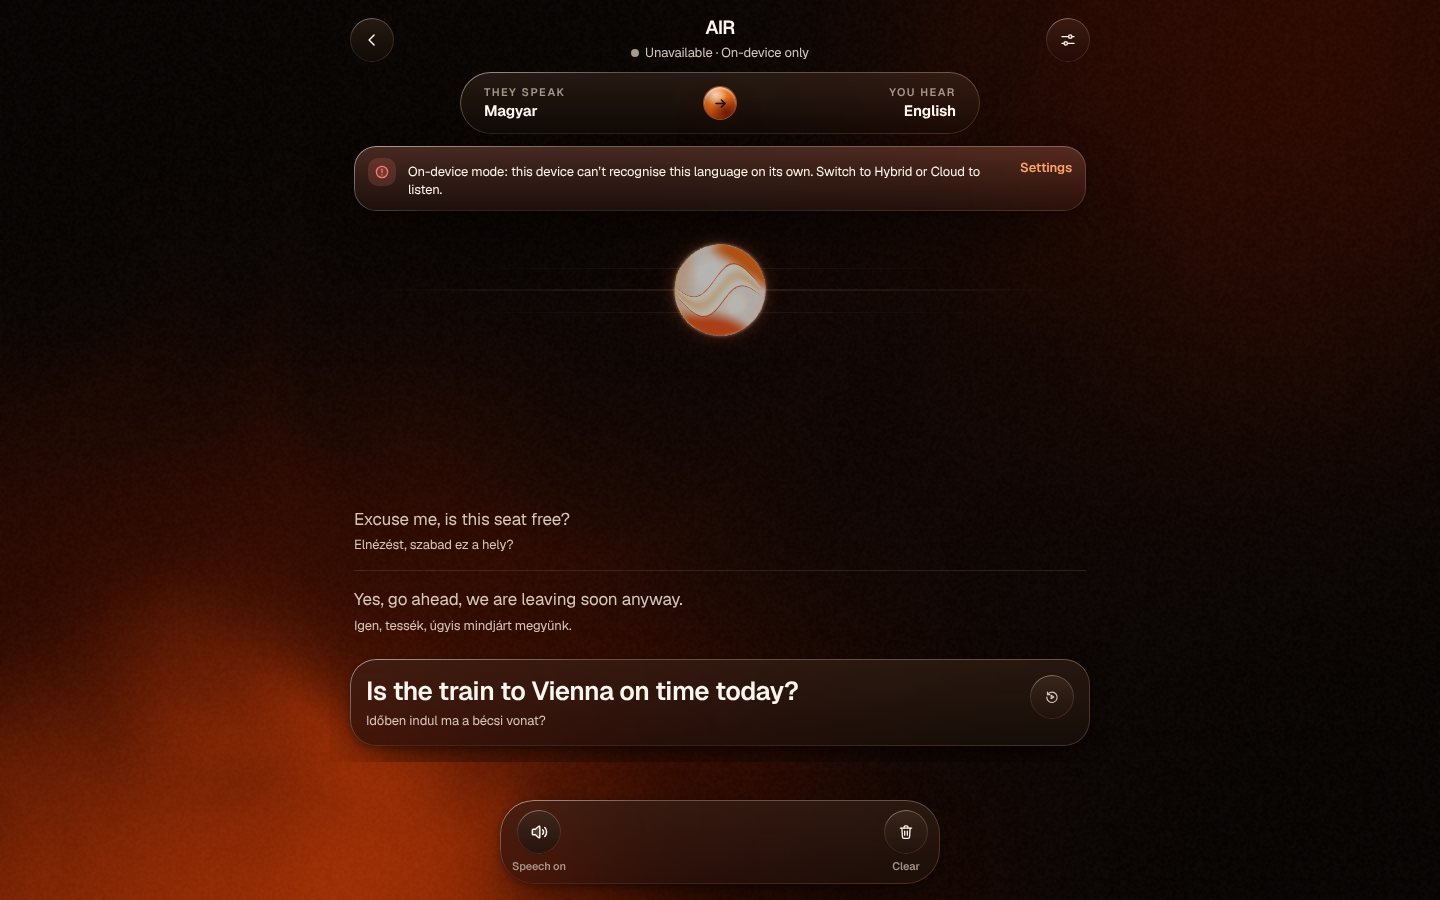 AIR
Unavailable · On-device only
THEY SPEAK
Magyar
YOU HEAR
English
On-device mode: this device can’t recognise this language on its own. Switch to Hybrid or Cloud to
listen.
Settings
Excuse me, is this seat free?
Elnézést, szabad ez a hely?
Yes, go ahead, we are leaving soon anyway.
Igen, tessék, úgyis mindjárt megyünk.
Is the train to Vienna on time today?
Időben indul ma a bécsi vonat?
Speech on
Clear